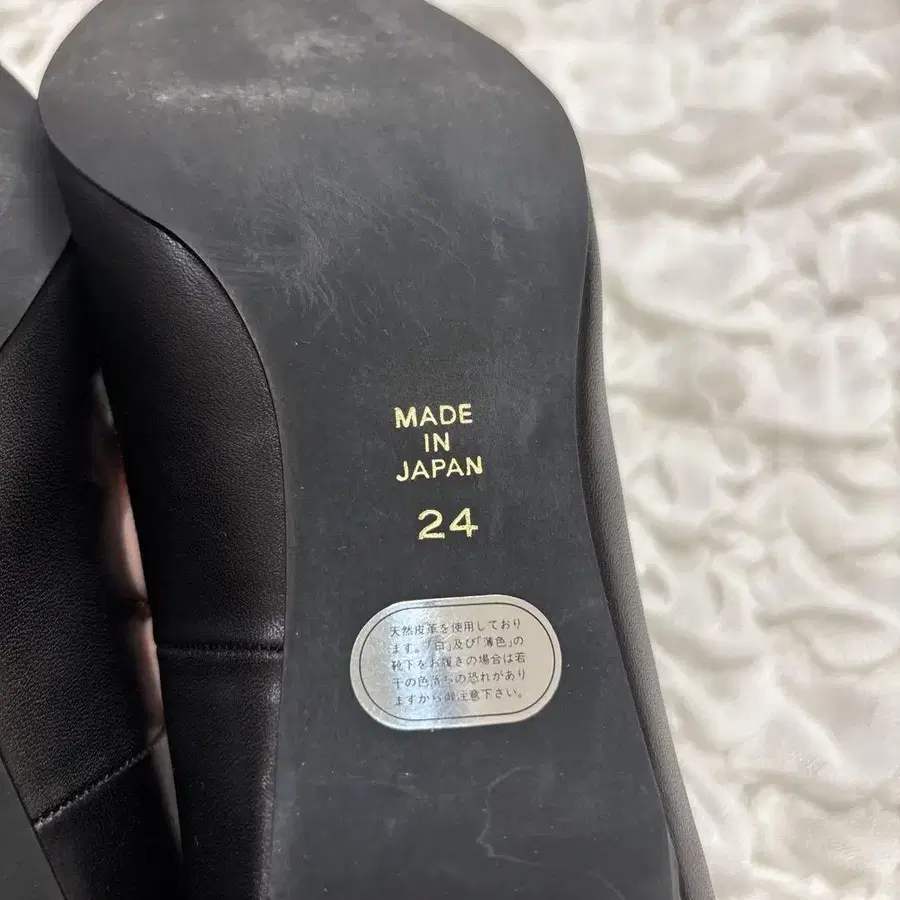 MADE
IN
JAPAN
24
天然皮革を使用しており
ます。「白」及び「薄色」の
靴下をお履きの場合は若
干の色落ちの恐れがあり
ますから御注意下さい。